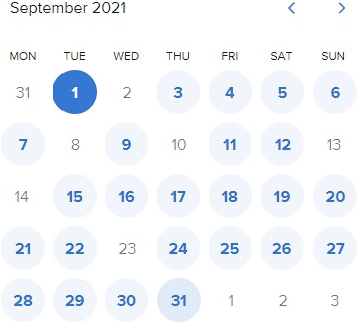 September 2021
MON TUE WED THU FRI SAT SUN
31 1 2 3 4 5 6
7 8 9 10 11 12 13
14 15 16 17 18 19 20
21 22 23 24 25 26 27
28 29 30 31 1 2 3